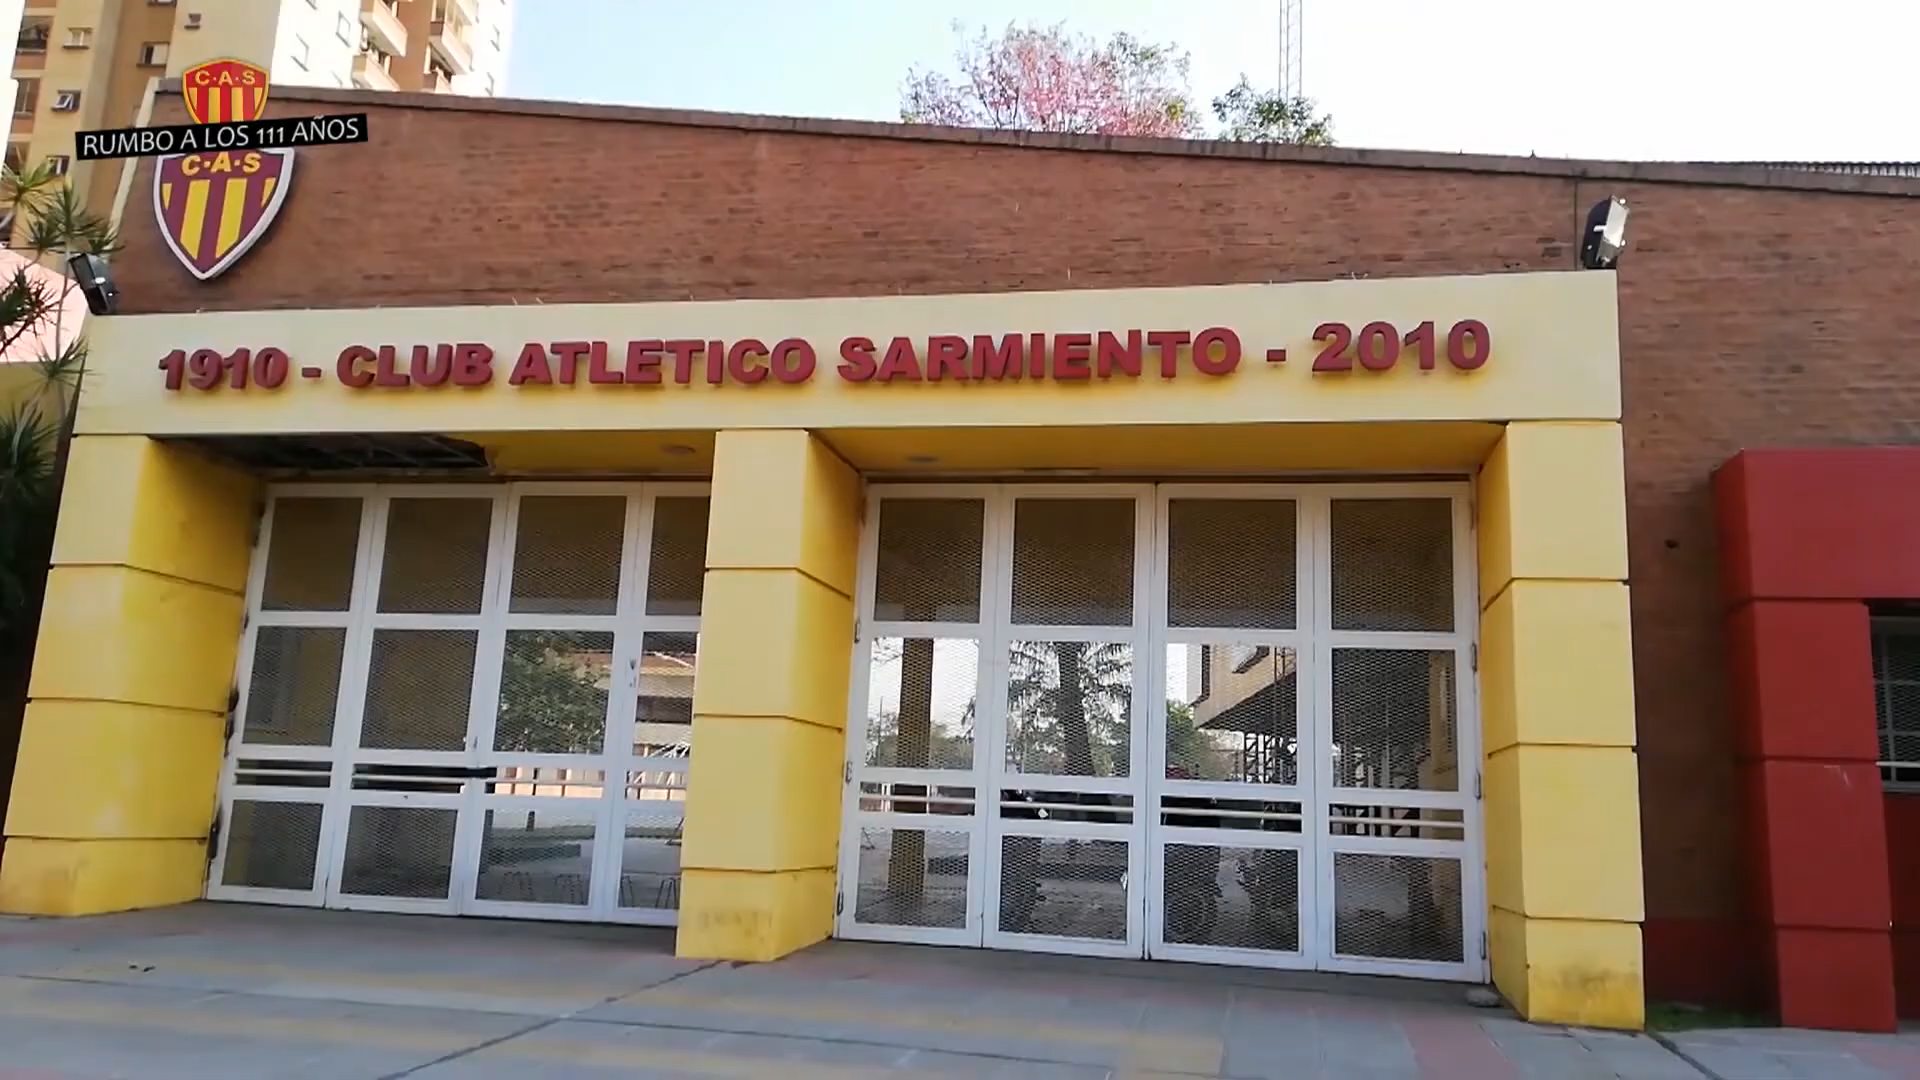 C·A·S
RUMBO A LOS 111 AÑOS
C·A·S
1910 - CLUB ATLETICO SARMIENTO - 2010